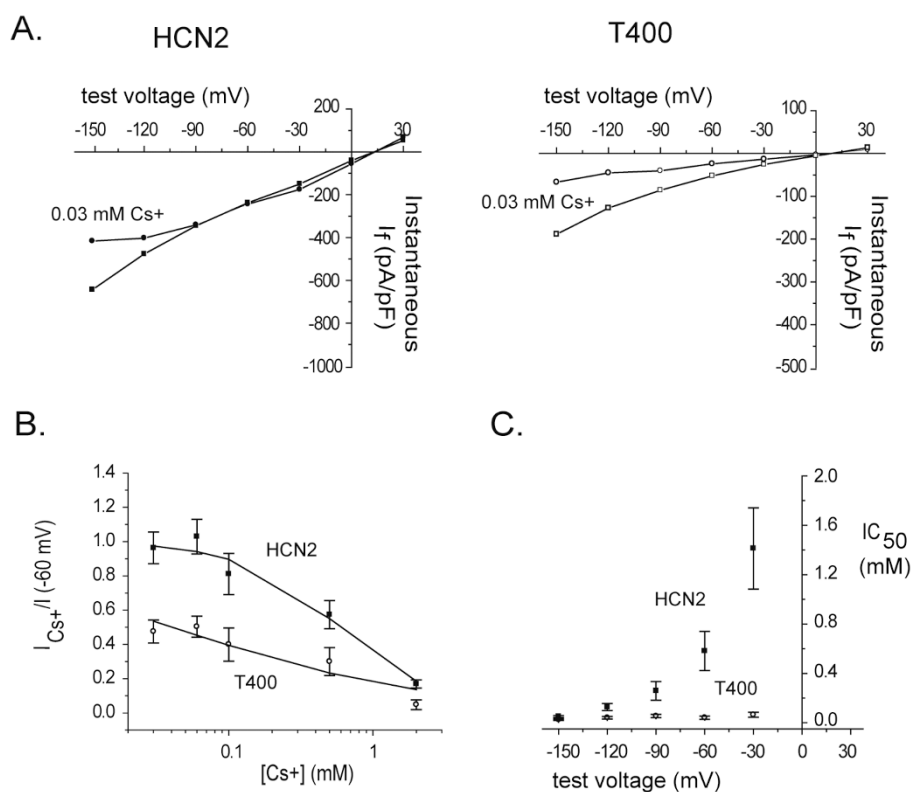 A.
HCN2
T400
test voltage (mV)
-150 -120 -90 -60 -30 30
200
-200
-400
-600
-800
-1000
0.03 mM Cs+
Instantaneous
I_f (pA/pF)
test voltage (mV)
-150 -120 -90 -60 -30 0 30
100
-100
-200
-300
-400
-500
0.03 mM Cs+
Instantaneous
I_f (pA/pF)
B.
I_Cs+/I (-60 mV)
1.4
1.2
1.0
0.8
0.6
0.4
0.2
0.0
HCN2
T400
0.1 1
[Cs+] (mM)
C.
2.0
1.6
1.2
0.8
0.4
0.0
IC50
(mM)
HCN2
T400
-150 -120 -90 -60 -30 0 30
test voltage (mV)